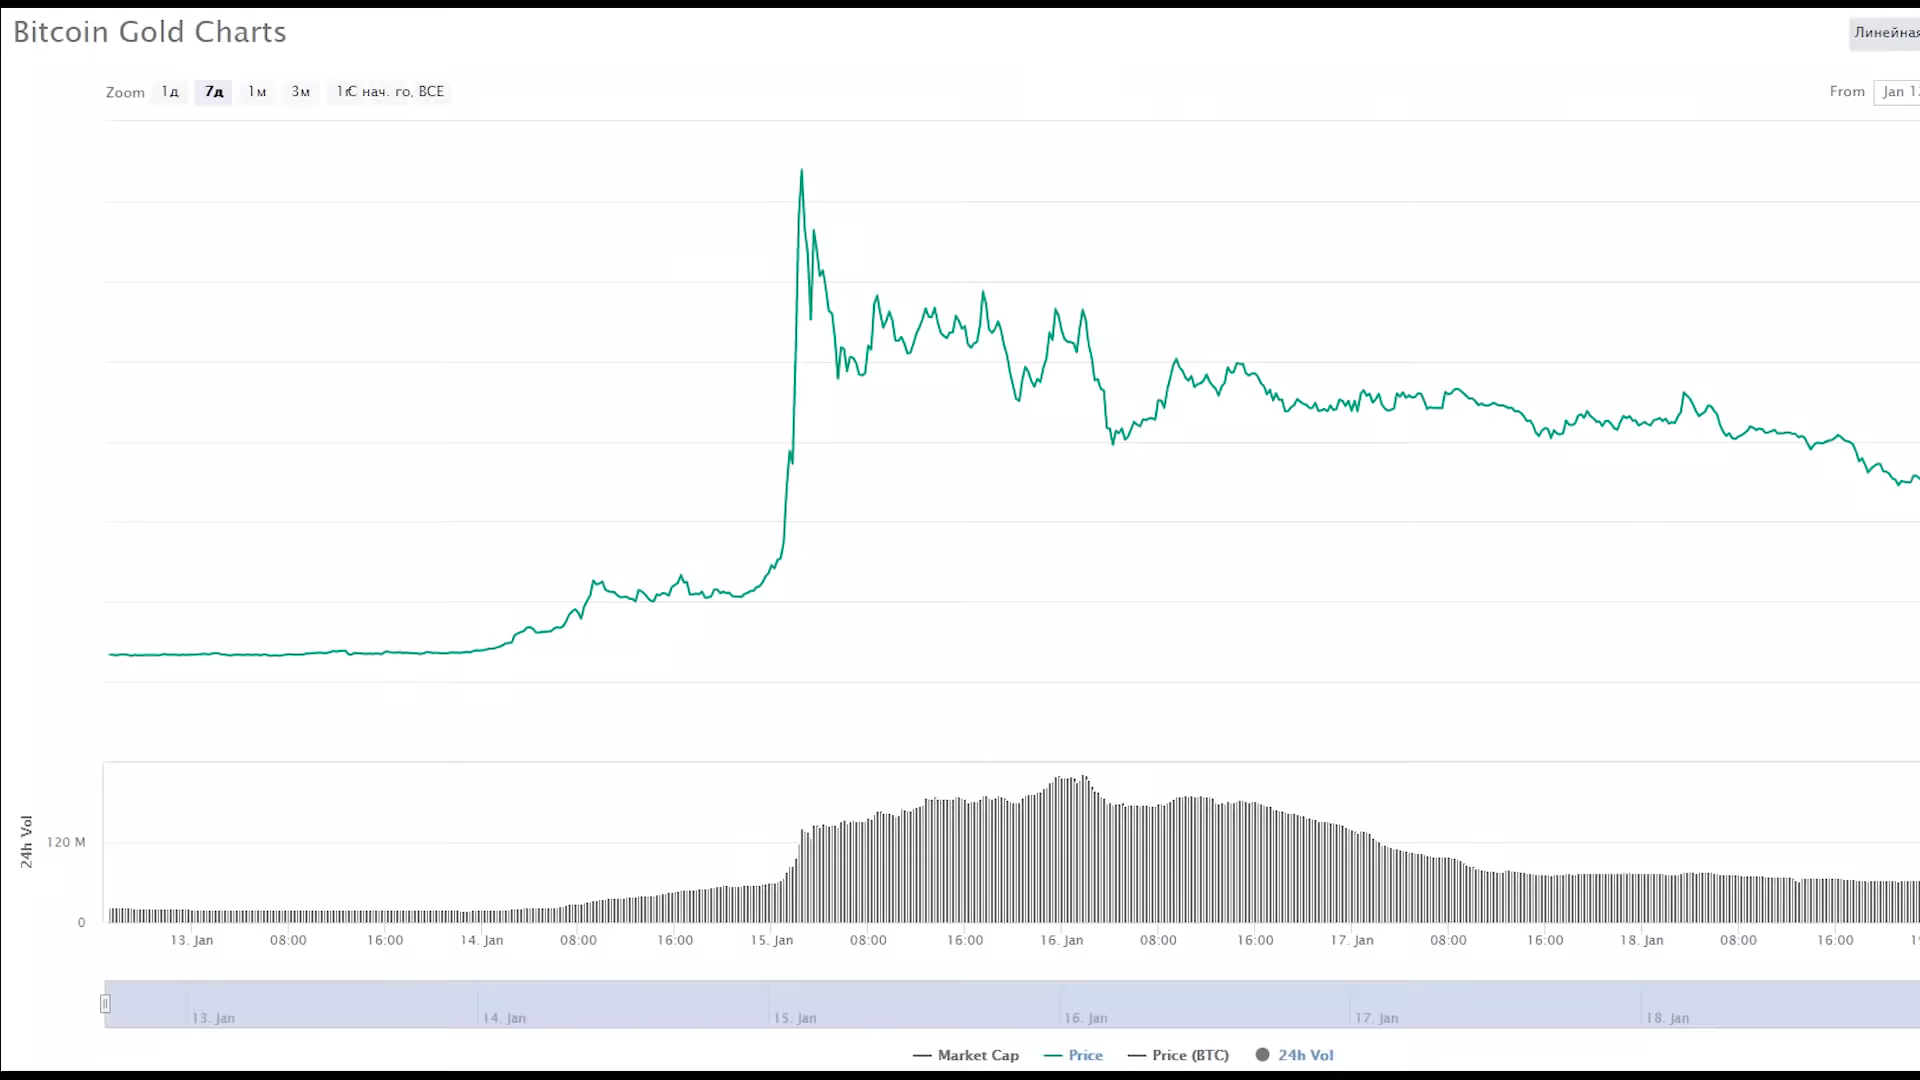 Bitcoin Gold Charts
Линейная
Zoom 1д 7д 1м 3м 1г С нач. го, ВСЕ
From Jan 12
24h Vol
120 M
0
13. Jan 08:00 16:00 14. Jan 08:00 16:00 15. Jan 08:00 16:00 16. Jan 08:00 16:00 17. Jan 08:00 16:00 18. Jan 08:00 16:00
13. Jan 14. Jan 15. Jan 16. Jan 17. Jan 18. Jan
Market Cap Price Price (BTC) 24h Vol